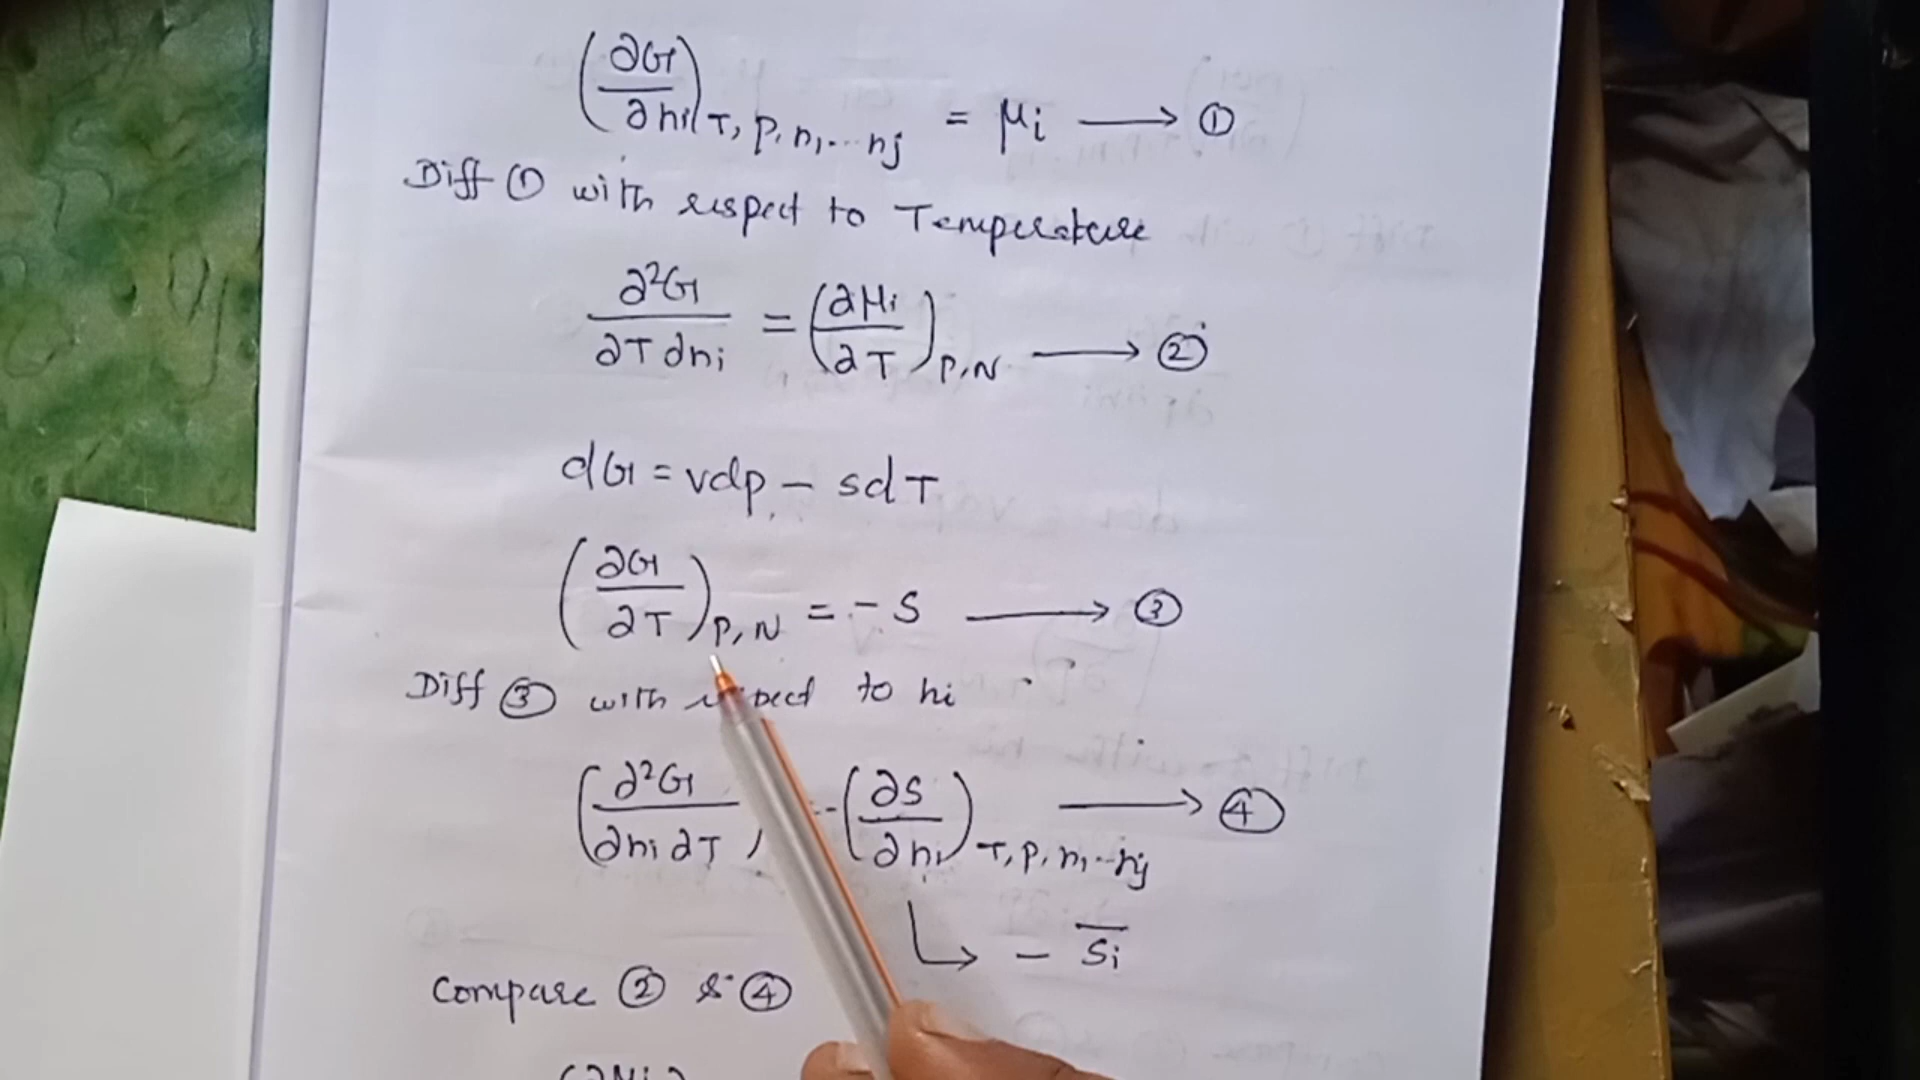 (∂G/∂ni)T, P, n1...nj = μi ⟶ ①
Diff ① with respect to Temperature
∂²G/∂T∂ni = (∂μi/∂T)P,N ⟶ ②
dG = vdp - sdT
(∂G/∂T)P,N = - S ⟶ ③
Diff ③ with respect to ni
(∂²G/∂ni∂T) = -(∂S/∂ni)T,P,n1...nj ⟶ ④
↳ - S̅i
Compare ② & ④